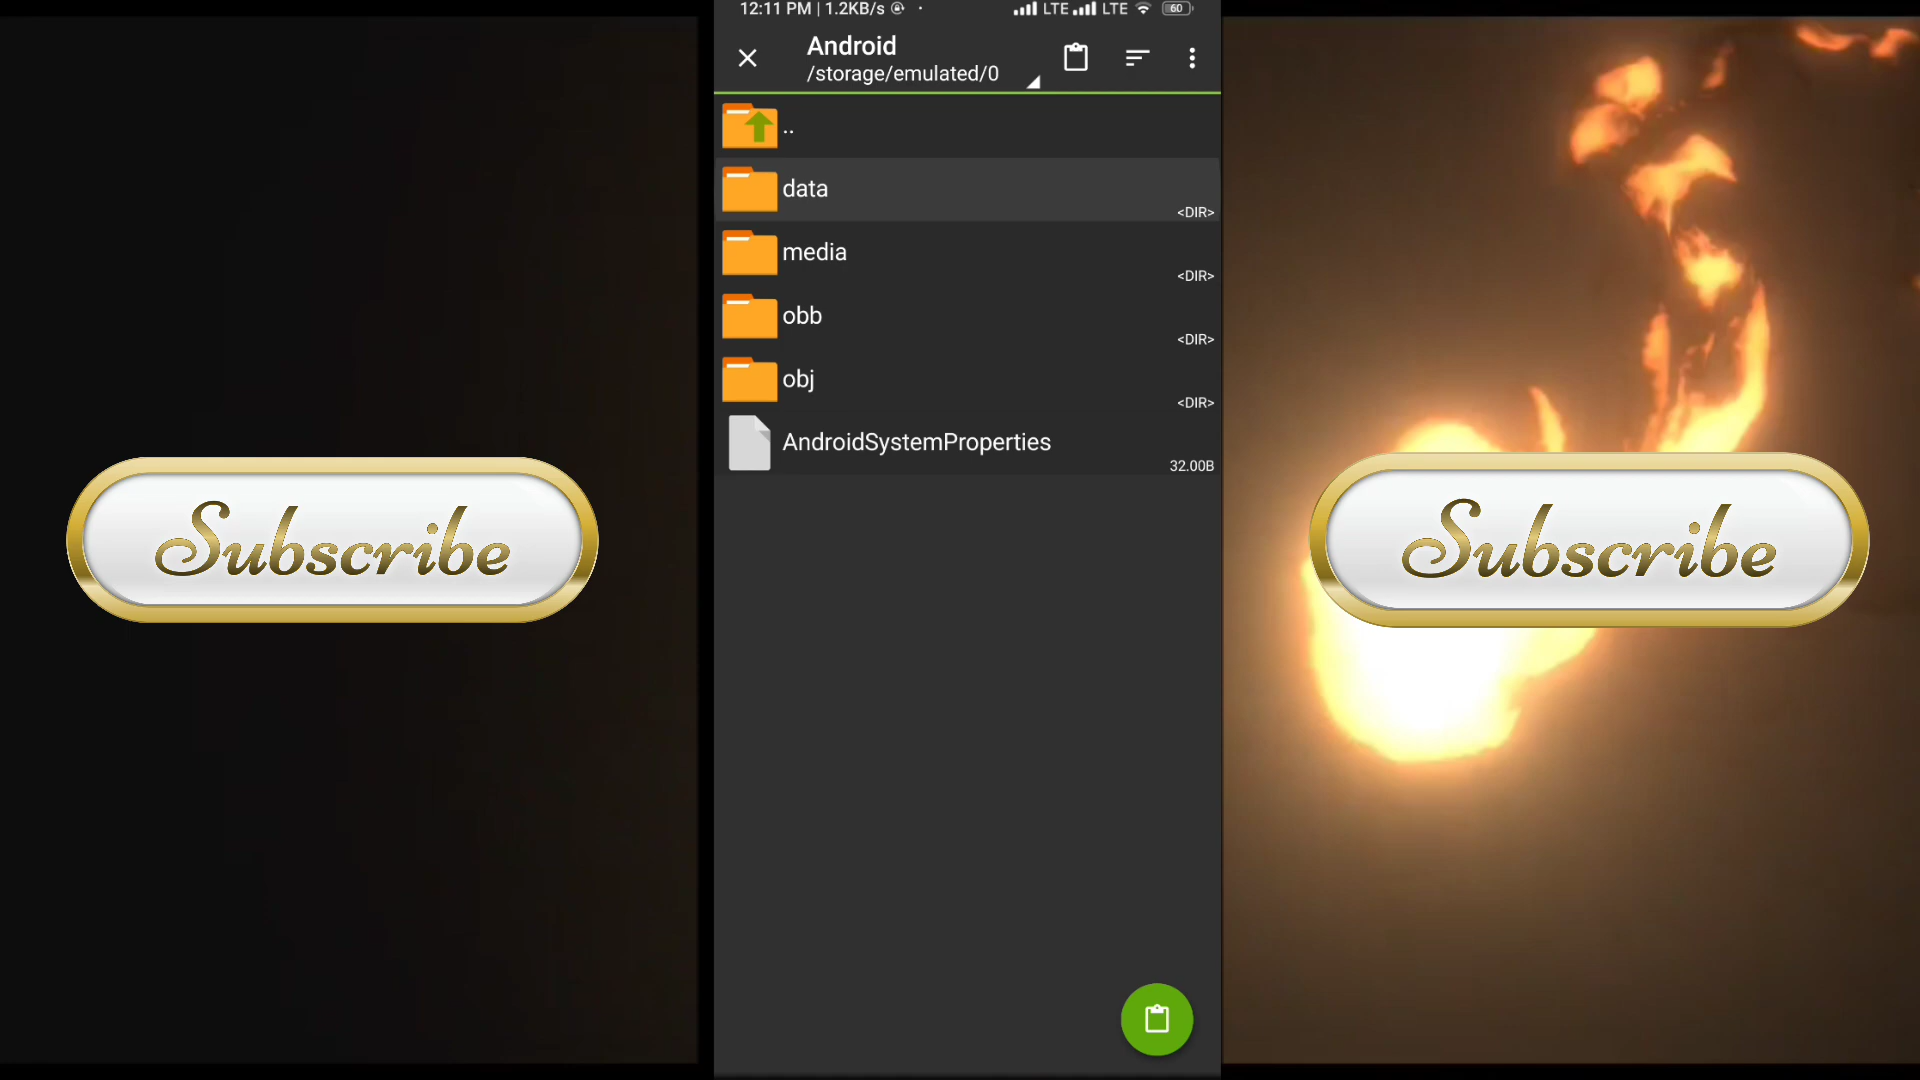 12:11 PM | 1.2KB/s
LTE LTE 60
Android
/storage/emulated/0
..
data
<DIR>
media
<DIR>
obb
<DIR>
obj
<DIR>
AndroidSystemProperties
32.00B
Subscribe
Subscribe